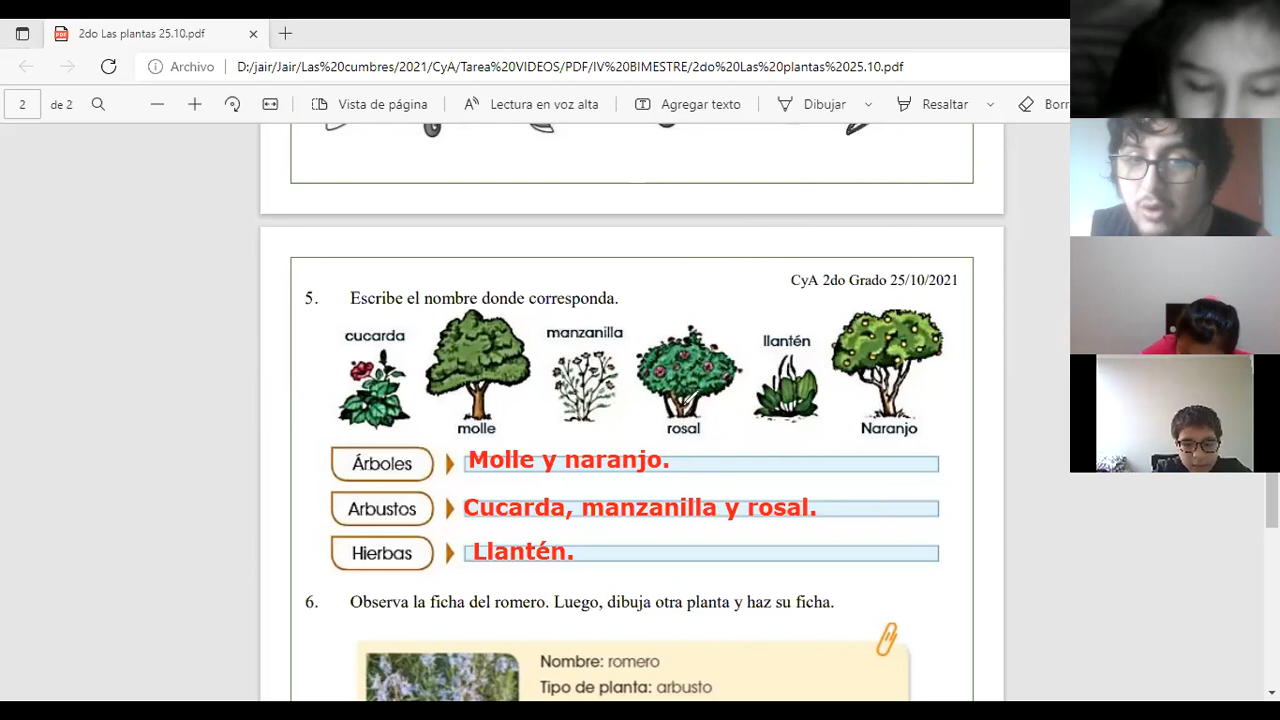 2do Las plantas 25.10.pdf
Archivo D:/jair/Jair/Las%20cumbres/2021/CyA/Tarea%20VIDEOS/PDF/IV%20BIMESTRE/2do%20Las%20plantas%2025.10.pdf
2 de 2 Vista de página Lectura en voz alta Agregar texto Dibujar Resaltar Borr
CyA 2do Grado 25/10/2021
5. Escribe el nombre donde corresponda.
cucarda manzanilla llantén
molle rosal Naranjo
Árboles Molle y naranjo.
Arbustos Cucarda, manzanilla y rosal.
Hierbas Llantén.
6. Observa la ficha del romero. Luego, dibuja otra planta y haz su ficha.
Nombre: romero
Tipo de planta: arbusto